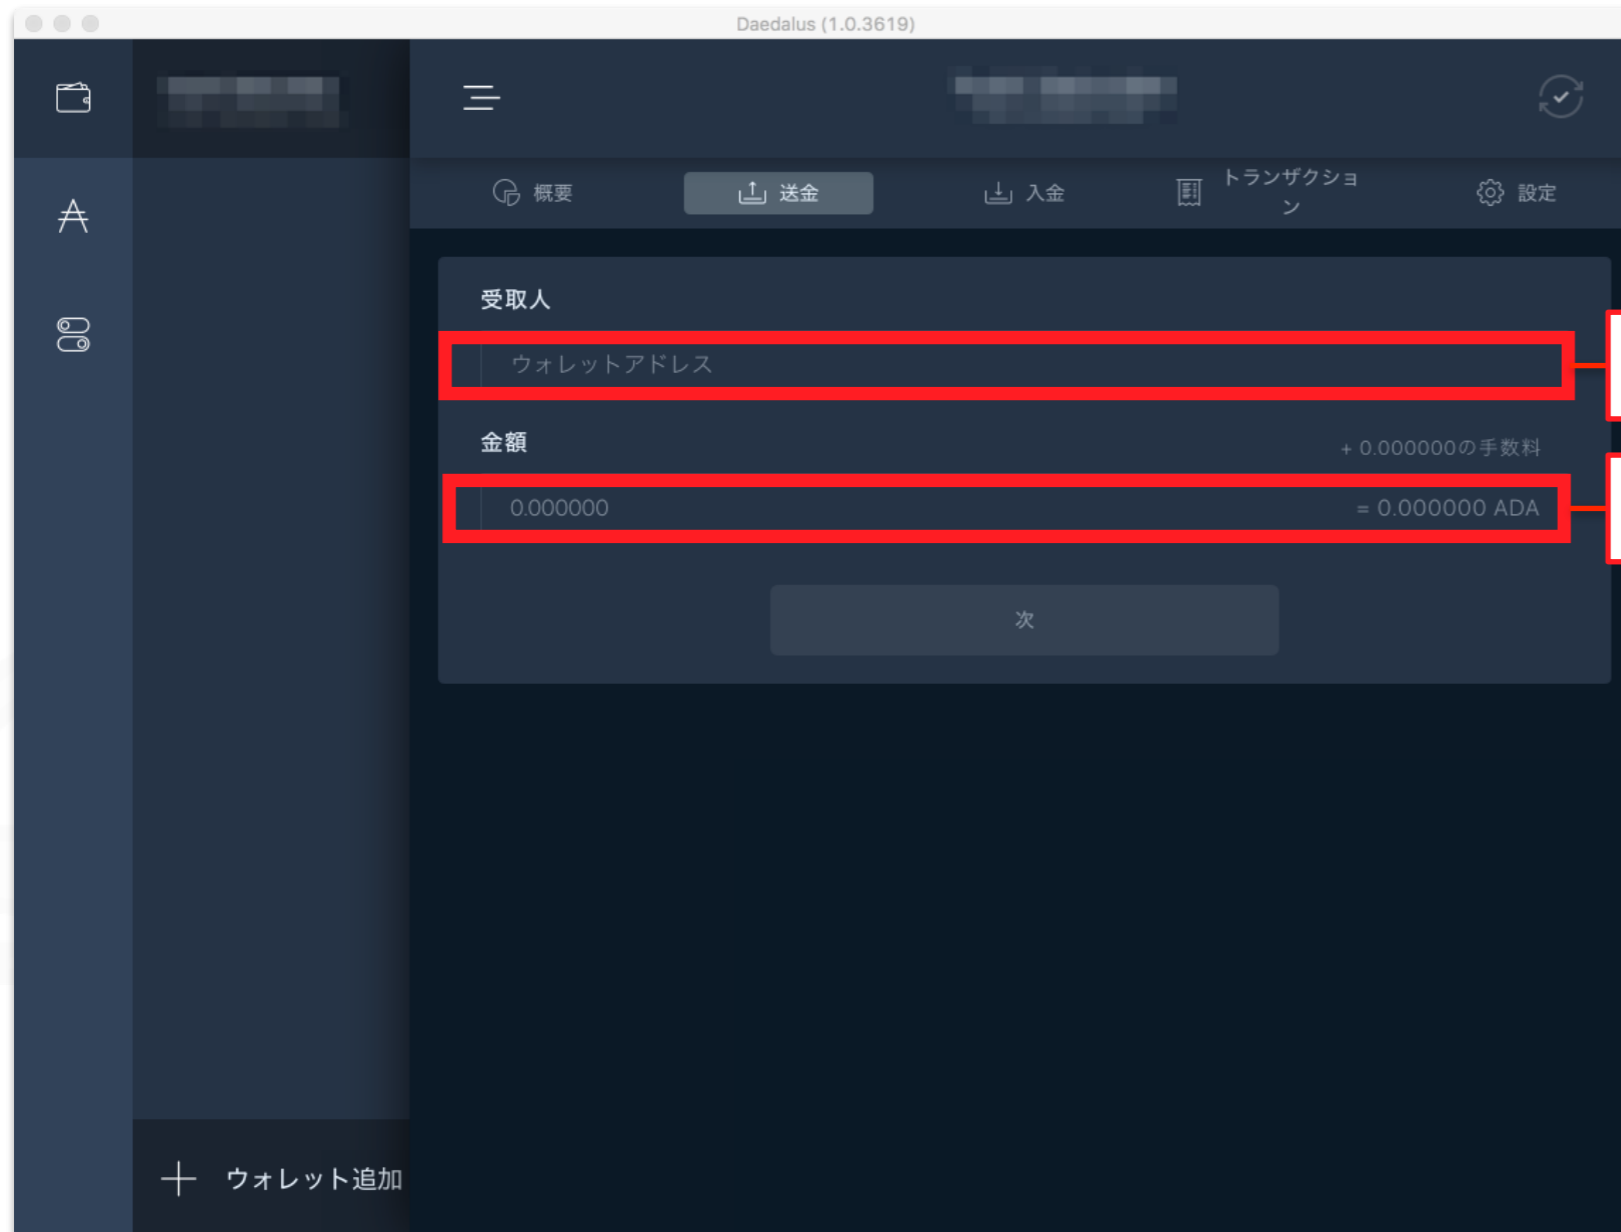 Daedalus (1.0.3619)
概要
送金
入金
トランザクショ
ン
設定
受取人
ウォレットアドレス
金額
+ 0.000000の手数料
0.000000
= 0.000000 ADA
次
ウォレット追加